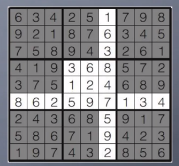 6 3 4 2 5 1 7 9 8
9 2 1 8 7 6 3 4 5
7 5 8 9 4 3 2 6 1
4 1 9 3 6 8 5 7 2
3 7 5 1 2 4 6 8 9
8 6 2 5 9 7 1 3 4
2 4 3 6 8 5 9 1 7
5 8 6 7 1 9 4 2 3
1 9 7 4 3 2 8 5 6